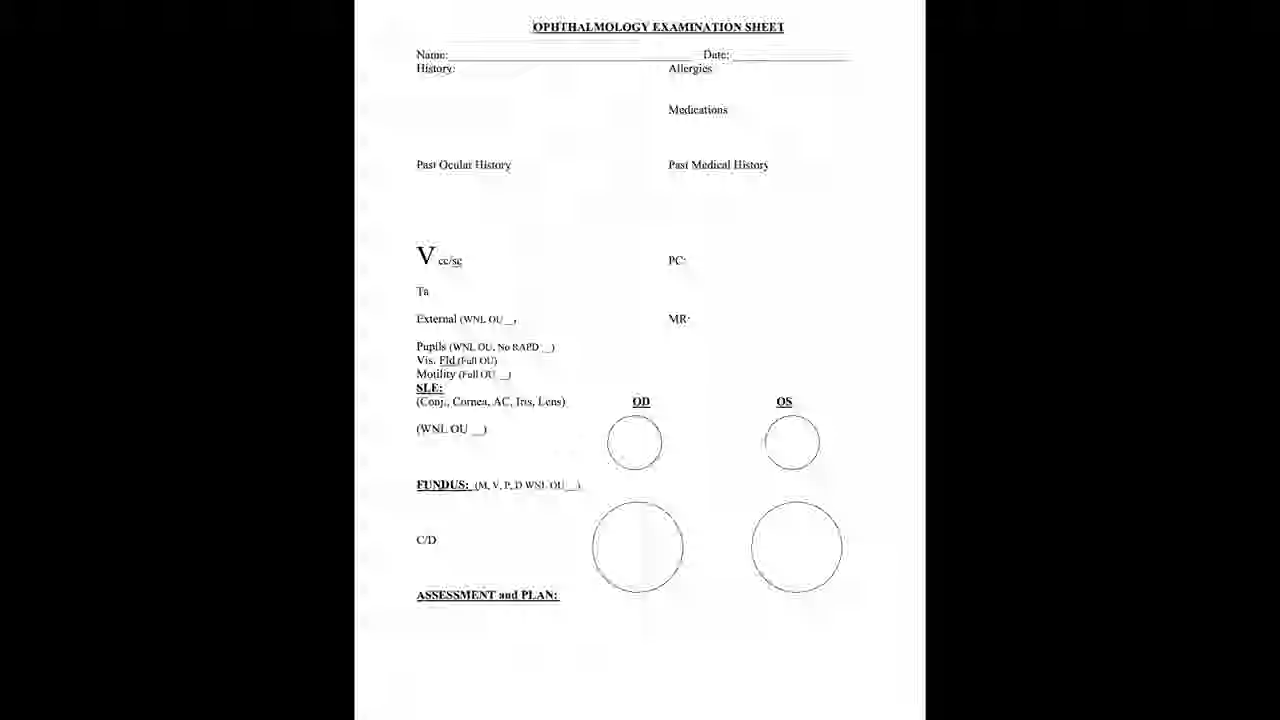 OPHTHALMOLOGY EXAMINATION SHEET
Name: Date:
History: Allergies
Medications
Past Ocular History Past Medical History
V cc/sc PC:
Ta
External (WNL OU __) MR:
Pupils (WNL OU, No RAPD __)
Vis. Fld (Full OU)
Motility (Full OU __)
SLE:
(Conj., Cornea, AC, Iris, Lens) OD OS
(WNL OU __)
FUNDUS: (M, V, P, D WNL OU__)
C/D
ASSESSMENT and PLAN: